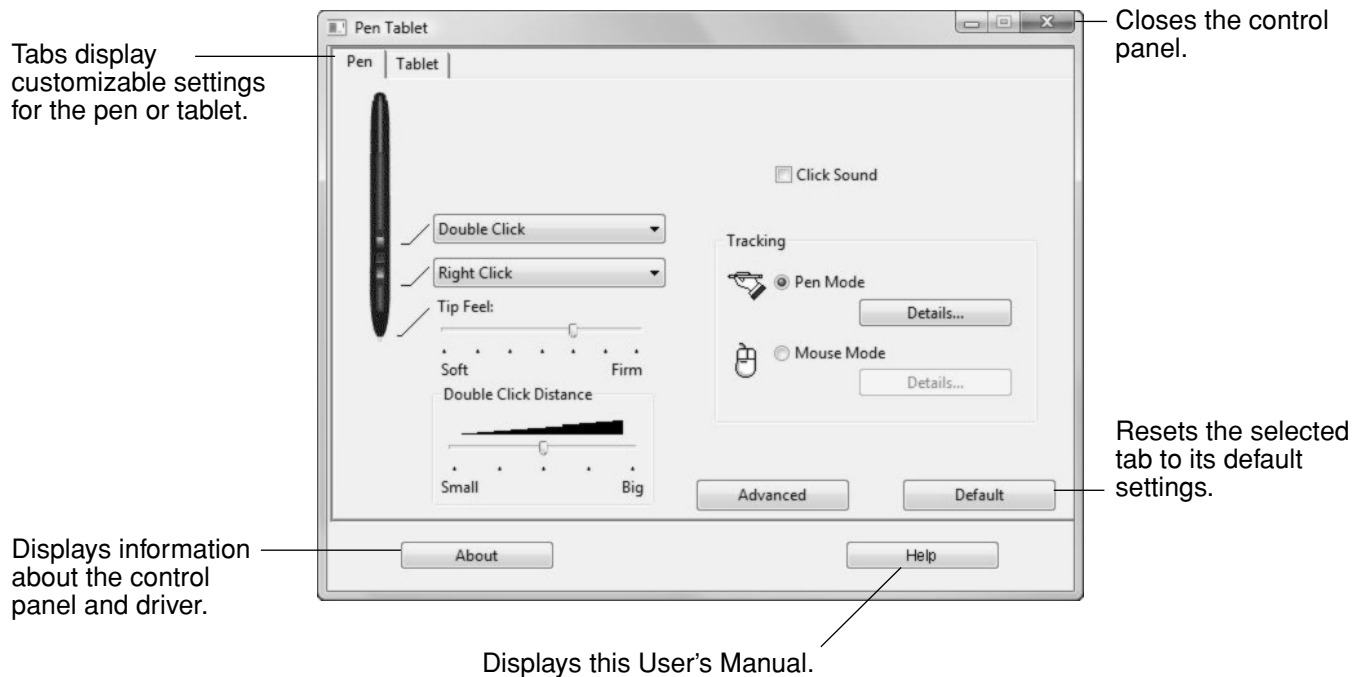 Pen Tablet
Closes the control
panel.
Tabs display
customizable settings
for the pen or tablet.
Pen
Tablet
Click Sound
Double Click
Right Click
Tip Feel:
Soft
Firm
Double Click Distance
Small
Big
Tracking
Pen Mode
Details...
Mouse Mode
Details...
Advanced
Default
Resets the selected
tab to its default
settings.
Displays information
about the control
panel and driver.
About
Help
Displays this User's Manual.